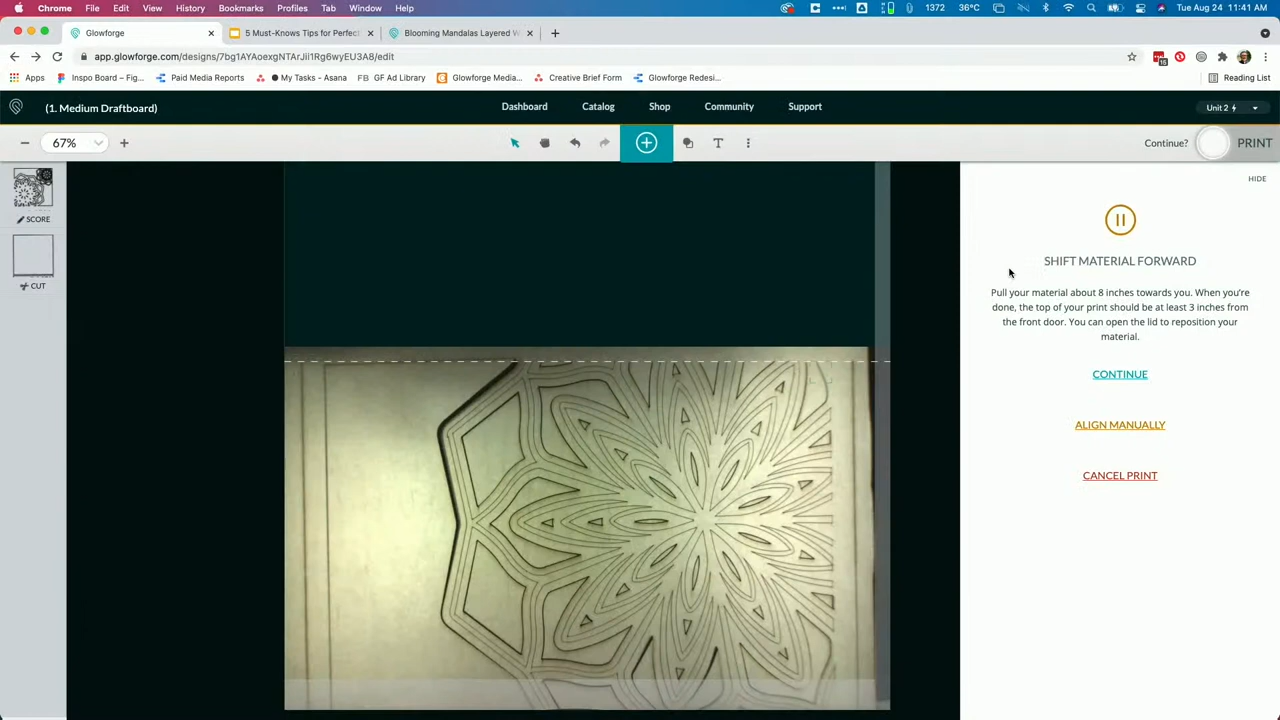 Chrome File Edit View History Bookmarks Profiles Tab Window Help 1372 36°C Tue Aug 24 11:41 AM
Glowforge 5 Must-Knows Tips for Perfect Blooming Mandalas Layered W
app.glowforge.com/designs/7bg1AYAoexgNTArJii1Rg6wyEU3A8/edit 15
Apps Inspo Board – Fig... Paid Media Reports My Tasks - Asana FB GF Ad Library Glowforge Media... Creative Brief Form Glowforge Redesi... Reading List
(1. Medium Draftboard) Dashboard Catalog Shop Community Support Unit 2
67% T Continue? PRINT
HIDE
SCORE
CUT
SHIFT MATERIAL FORWARD
Pull your material about 8 inches towards you. When you're
done, the top of your print should be at least 3 inches from
the front door. You can open the lid to reposition your
material.
CONTINUE
ALIGN MANUALLY
CANCEL PRINT